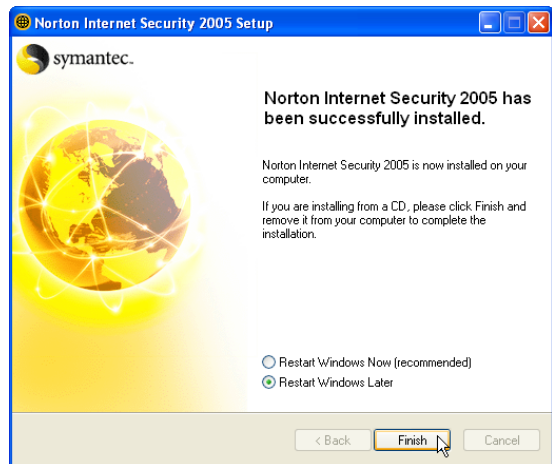 Norton Internet Security 2005 Setup
symantec.
Norton Internet Security 2005 has
been successfully installed.
Norton Internet Security 2005 is now installed on your
computer.
If you are installing from a CD, please click Finish and
remove it from your computer to complete the
installation.
Restart Windows Now (recommended)
Restart Windows Later
< Back
Finish
Cancel